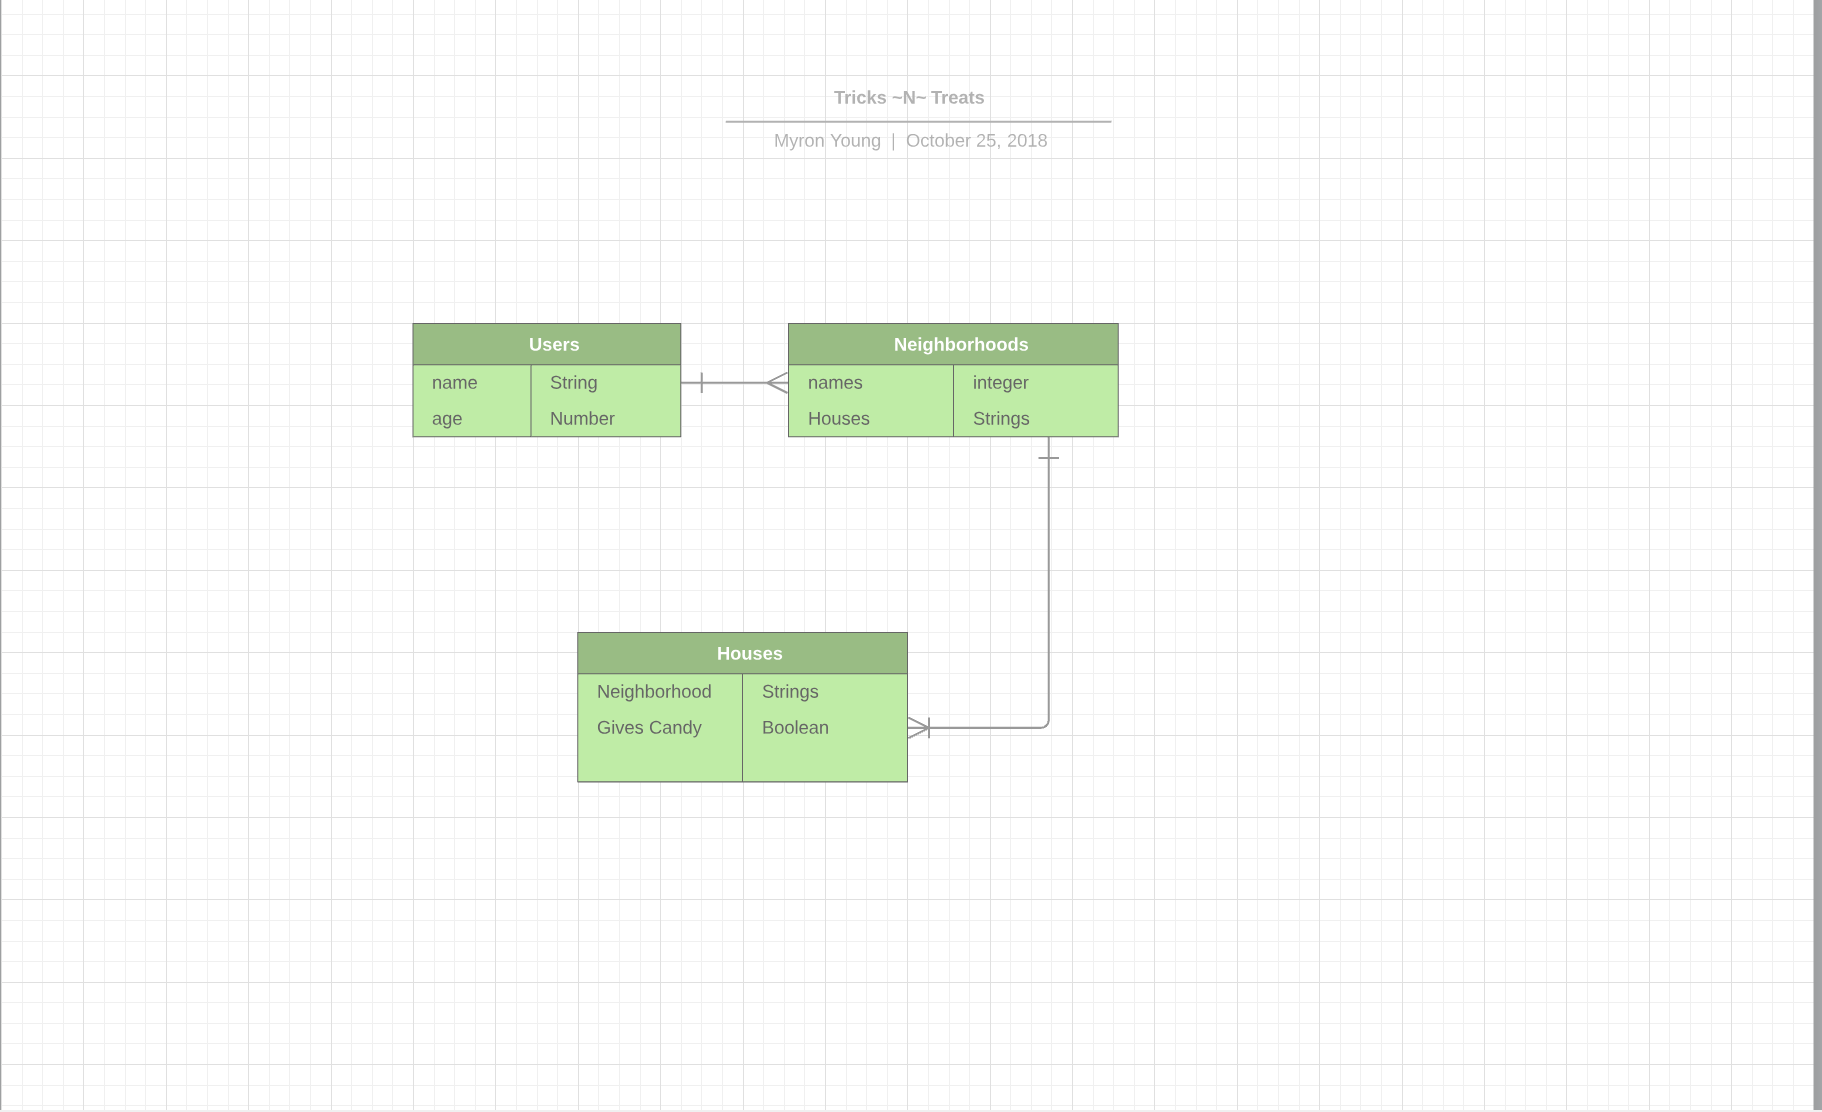 Tricks ~N~ Treats
Myron Young | October 25, 2018
Users
name String
age Number
Neighborhoods
names integer
Houses Strings
Houses
Neighborhood Strings
Gives Candy Boolean